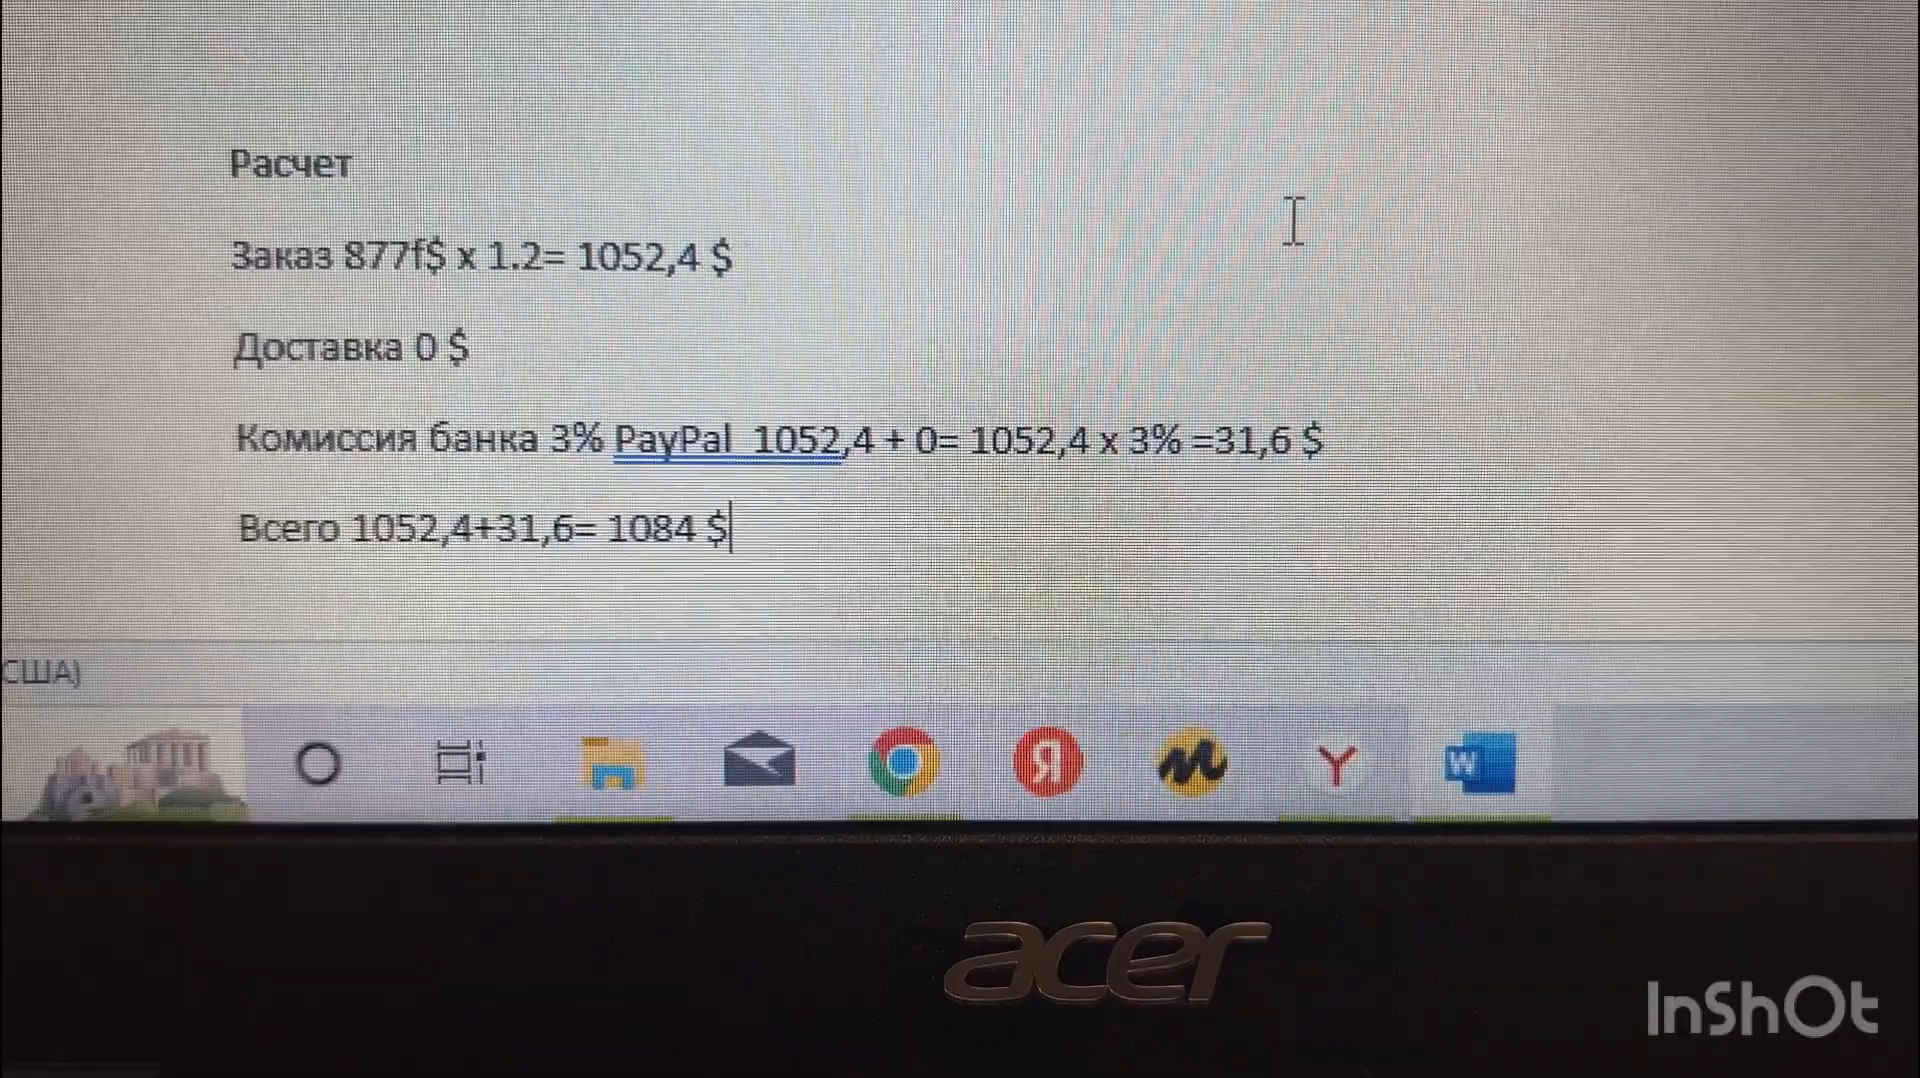 Расчет
Заказ 877f$ x 1.2= 1052,4 $
Доставка 0 $
Комиссия банка 3% PayPal 1052,4 + 0= 1052,4 x 3% =31,6 $
Всего 1052,4+31,6= 1084 $
США)
Я
Y
W
acer
InShOt